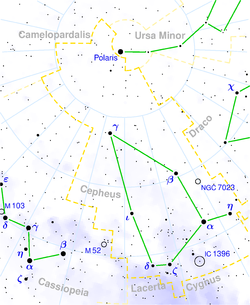 Camelopardalis
Ursa Minor
Polaris
χ
Draco
γ
β
NGC 7023
Cepheus
ε
M 103
δ
γ
ι
η
α
η
β
M 52
α
IC 1396
ζ
δ
ζ
Cassiopeia
Lacerta
Cygnus